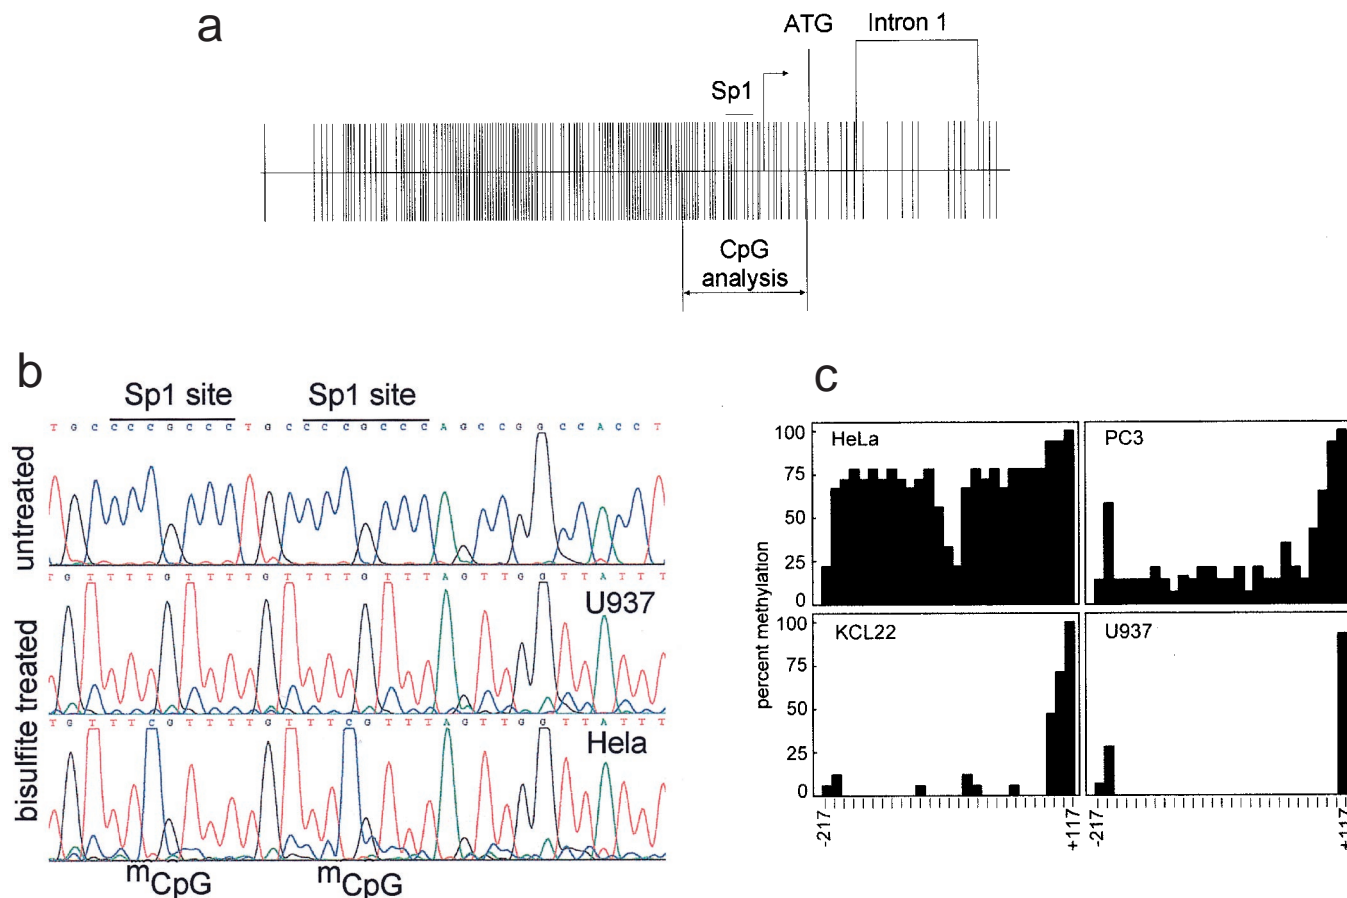 a
ATG
Intron 1
Sp1
CpG
analysis
b
Sp1 site
Sp1 site
T G C C C C G C C C T G C C C C G C C C A G C C G G C C A C C T
untreated
T G T T T T G T T T T G T T T T G T T T A G T T G G T T A T T T
U937
bisulfite treated
T G T T T C G T T T T G T T T C G T T T A G T T G G T T A T T T
Hela
mCpG
mCpG
c
percent methylation
100
75
50
25
0
HeLa
PC3
100
75
50
25
0
KCL22
U937
-217
+117
-217
+117